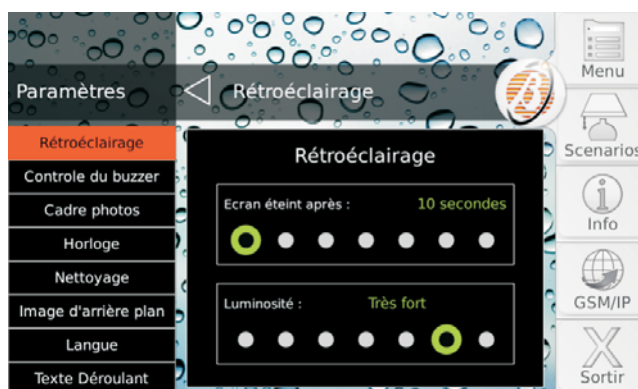 Paramètres
Rétroéclairage
Rétroéclairage
Controle du buzzer
Cadre photos
Horloge
Nettoyage
Image d'arrière plan
Langue
Texte Déroulant
Rétroéclairage
Ecran éteint après : 10 secondes
Luminosité : Très fort
Menu
Scenarios
Info
GSM/IP
Sortir